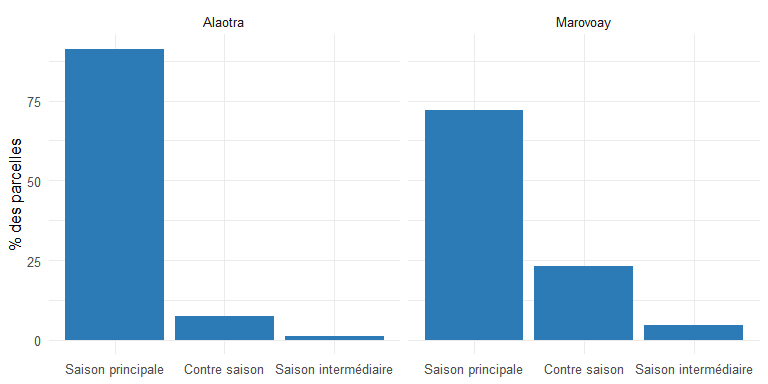 Alaotra
Marovoay
% des parcelles
75
50
25
0
Saison principale
Contre saison
Saison intermédiaire
Saison principale
Contre saison
Saison intermédiaire